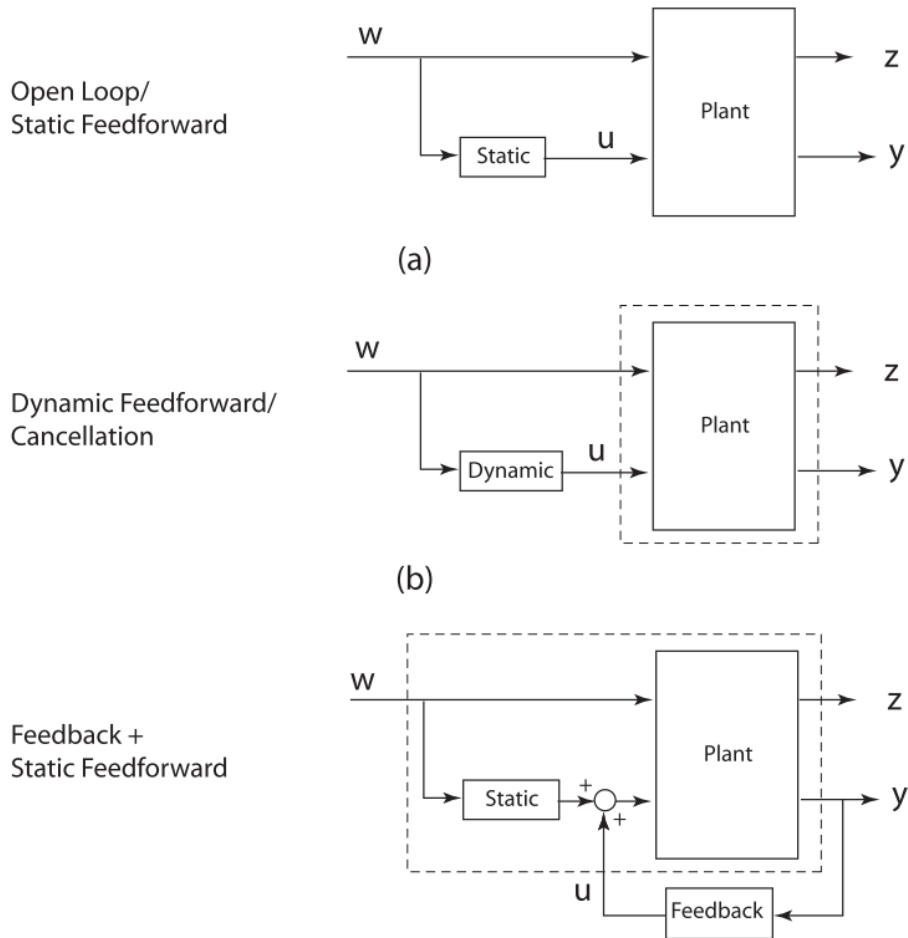 w
z
Open Loop/
Static Feedforward
Plant
u
Static
y
(a)
w
z
Dynamic Feedforward/
Cancellation
Plant
u
Dynamic
y
(b)
w
z
Feedback +
Static Feedforward
Plant
Static
+
+
y
u
Feedback